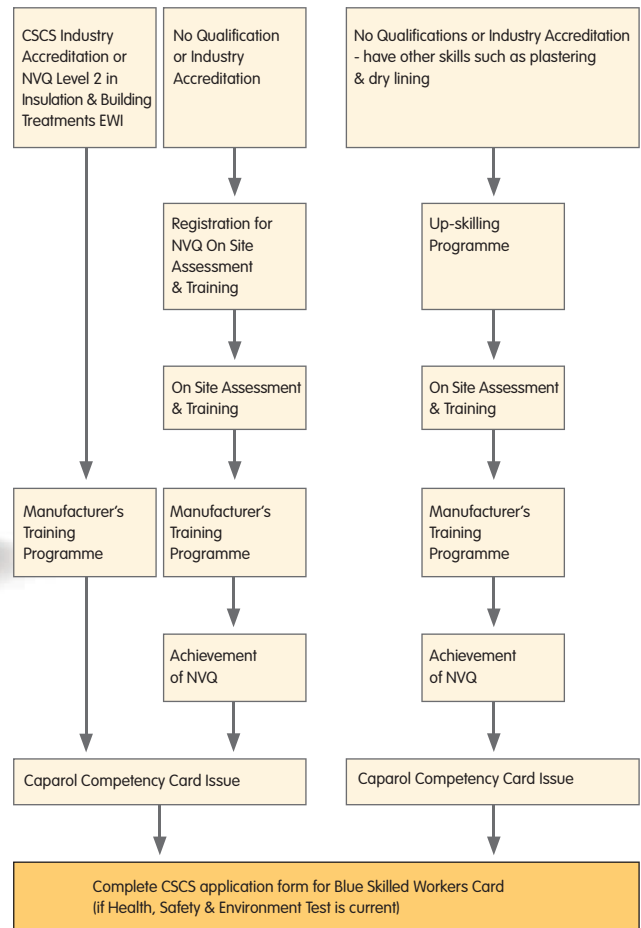 CSCS Industry
Accreditation or
NVQ Level 2 in
Insulation & Building
Treatments EWI
No Qualification
or Industry
Accreditation
No Qualifications or Industry Accreditation
- have other skills such as plastering
& dry lining
Registration for
NVQ On Site
Assessment
& Training
Up-skilling
Programme
On Site Assessment
& Training
On Site Assessment
& Training
Manufacturer's
Training
Programme
Manufacturer's
Training
Programme
Manufacturer's
Training
Programme
Achievement
of NVQ
Achievement
of NVQ
Caparol Competency Card Issue
Caparol Competency Card Issue
Complete CSCS application form for Blue Skilled Workers Card
(if Health, Safety & Environment Test is current)